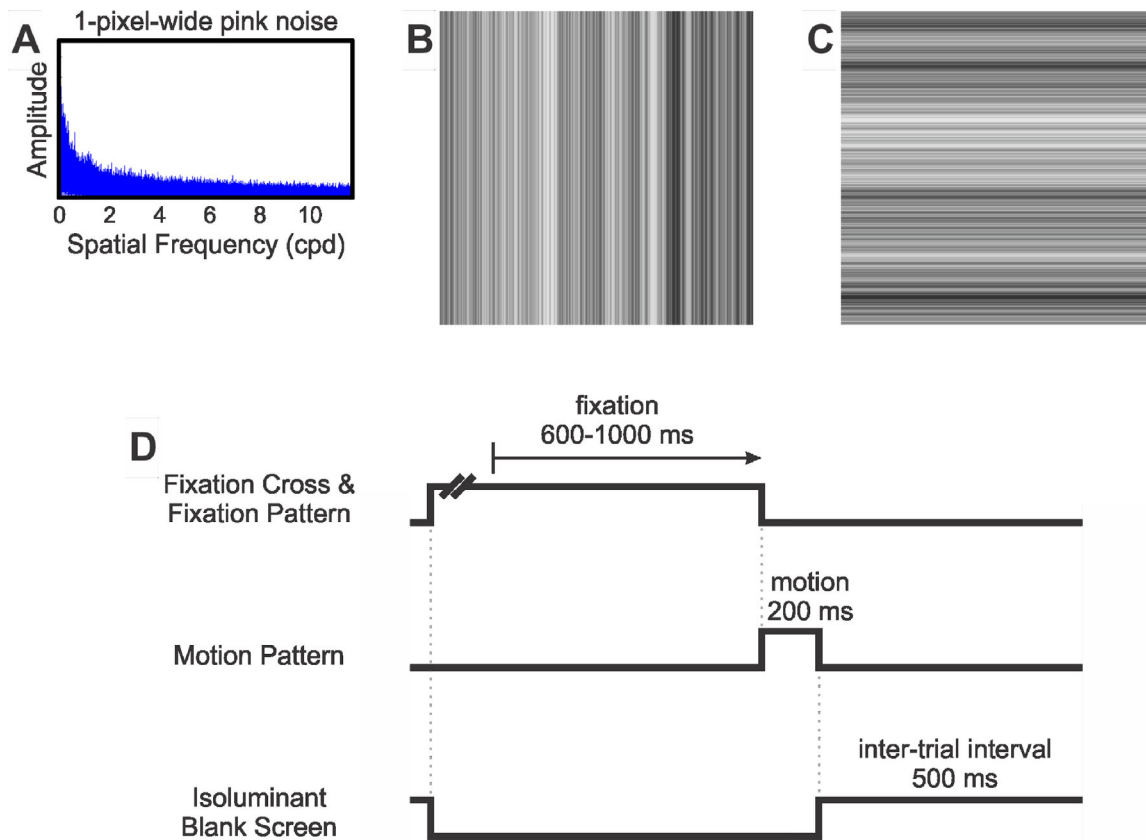 A
1-pixel-wide pink noise
Amplitude
0 2 4 6 8 10
Spatial Frequency (cpd)
B
C
D
fixation
600-1000 ms
Fixation Cross &
Fixation Pattern
motion
200 ms
Motion Pattern
inter-trial interval
500 ms
Isoluminant
Blank Screen